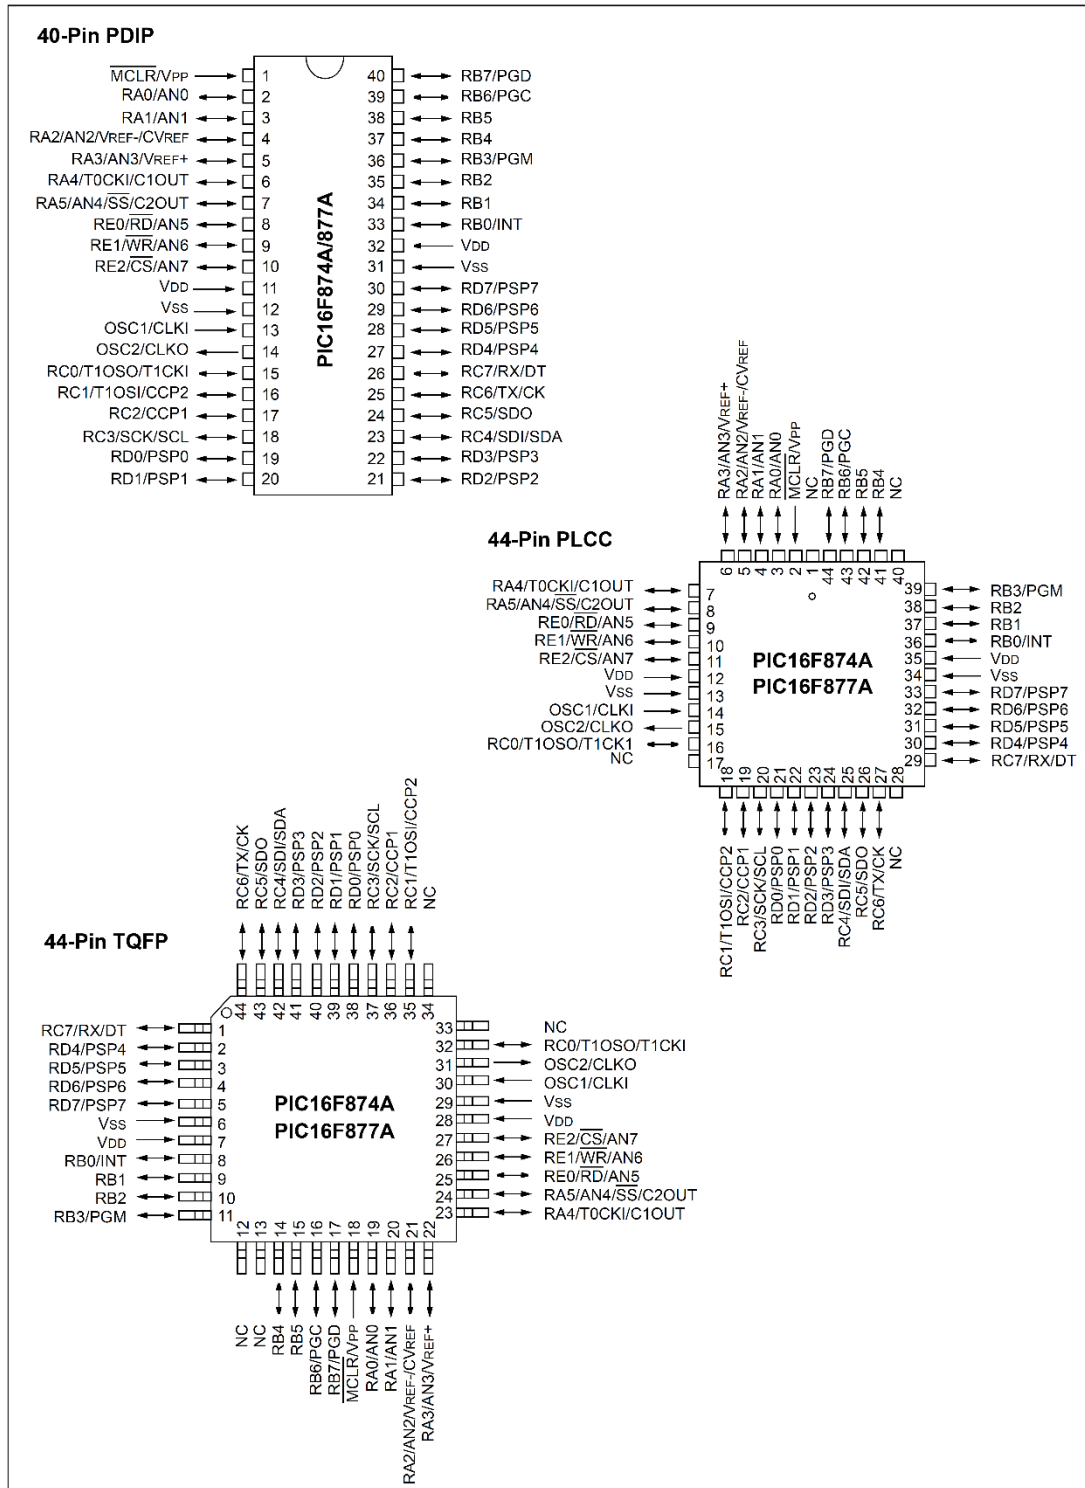 40-Pin PDIP
MCLR/VPP 1 40 RB7/PGD
RA0/AN0 2 39 RB6/PGC
RA1/AN1 3 38 RB5
RA2/AN2/VREF-/CVREF 4 37 RB4
RA3/AN3/VREF+ 5 36 RB3/PGM
RA4/T0CKI/C1OUT 6 35 RB2
RA5/AN4/SS/C2OUT 7 34 RB1
RE0/RD/AN5 8 33 RB0/INT
RE1/WR/AN6 9 32 VDD
RE2/CS/AN7 10 31 VSS
VDD 11 30 RD7/PSP7
VSS 12 29 RD6/PSP6
OSC1/CLKI 13 28 RD5/PSP5
OSC2/CLKO 14 27 RD4/PSP4
RC0/T1OSO/T1CKI 15 26 RC7/RX/DT
RC1/T1OSI/CCP2 16 25 RC6/TX/CK
RC2/CCP1 17 24 RC5/SDO
RC3/SCK/SCL 18 23 RC4/SDI/SDA
RD0/PSP0 19 22 RD3/PSP3
RD1/PSP1 20 21 RD2/PSP2
PIC16F874A/877A
44-Pin PLCC
RA3/AN3/VREF+
RA2/AN2/VREF-/CVREF
RA1/AN1
RA0/AN0
MCLR/VPP
NC
RB7/PGD
RB6/PGC
RB5
RB4
NC
6 5 4 3 2 1 44 43 42 41 40
RA4/T0CKI/C1OUT 7 39 RB3/PGM
RA5/AN4/SS/C2OUT 8 38 RB2
RE0/RD/AN5 9 37 RB1
RE1/WR/AN6 10 36 RB0/INT
RE2/CS/AN7 11 35 VDD
VDD 12 34 VSS
VSS 13 33 RD7/PSP7
OSC1/CLKI 14 32 RD6/PSP6
OSC2/CLKO 15 31 RD5/PSP5
RC0/T1OSO/T1CK1 16 30 RD4/PSP4
NC 17 29 RC7/RX/DT
PIC16F874A
PIC16F877A
18 19 20 21 22 23 24 25 26 27 28
RC1/T1OSI/CCP2
RC2/CCP1
RC3/SCK/SCL
RD0/PSP0
RD1/PSP1
RD2/PSP2
RD3/PSP3
RC4/SDI/SDA
RC5/SDO
RC6/TX/CK
NC
44-Pin TQFP
RC6/TX/CK
RC5/SDO
RC4/SDI/SDA
RD3/PSP3
RD2/PSP2
RD1/PSP1
RD0/PSP0
RC3/SCK/SCL
RC2/CCP1
RC1/T1OSI/CCP2
NC
44 43 42 41 40 39 38 37 36 35 34
RC7/RX/DT 1 33 NC
RD4/PSP4 2 32 RC0/T1OSO/T1CKI
RD5/PSP5 3 31 OSC2/CLKO
RD6/PSP6 4 30 OSC1/CLKI
RD7/PSP7 5 29 VSS
VSS 6 28 VDD
VDD 7 27 RE2/CS/AN7
RB0/INT 8 26 RE1/WR/AN6
RB1 9 25 RE0/RD/AN5
RB2 10 24 RA5/AN4/SS/C2OUT
RB3/PGM 11 23 RA4/T0CKI/C1OUT
PIC16F874A
PIC16F877A
12 13 14 15 16 17 18 19 20 21 22
NC
NC
RB4
RB5
RB6/PGC
RB7/PGD
MCLR/VPP
RA0/AN0
RA1/AN1
RA2/AN2/VREF-/CVREF
RA3/AN3/VREF+